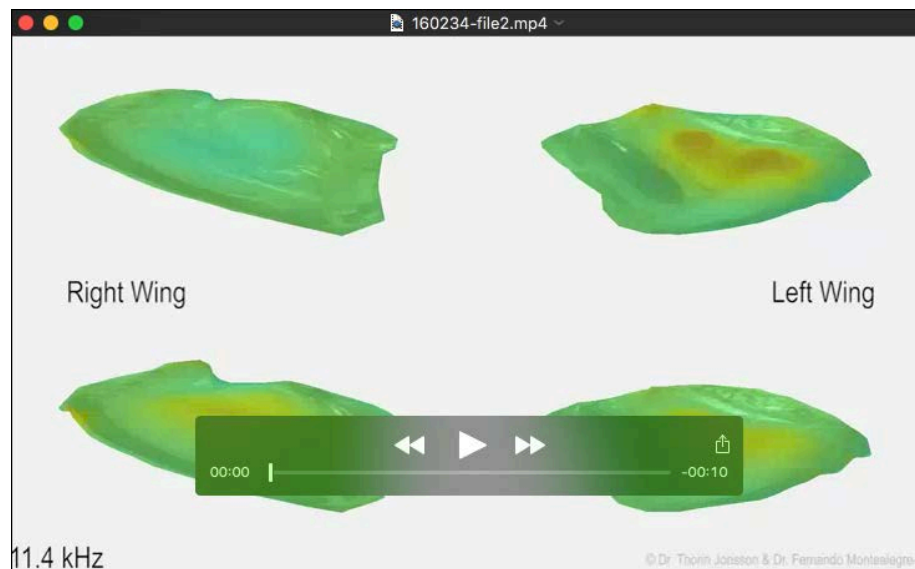 160234-file2.mp4
Right Wing
Left Wing
00:00
-00:10
11.4 kHz
© Dr Thorin Jonsson & Dr. Fernando Montealegre